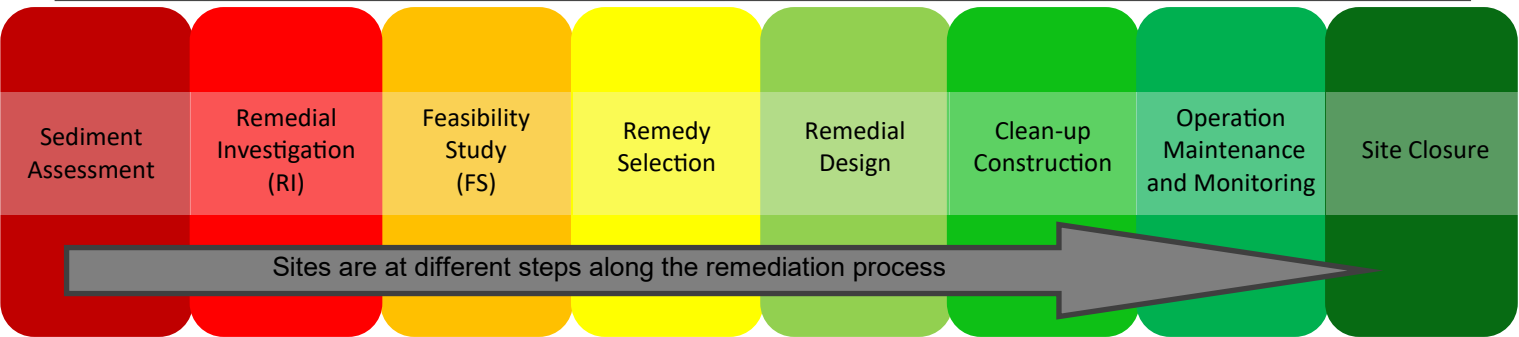 Sediment
Assessment
Remedial
Investigation
(RI)
Feasibility
Study
(FS)
Remedy
Selection
Remedial
Design
Clean-up
Construction
Operation
Maintenance
and Monitoring
Site Closure
Sites are at different steps along the remediation process